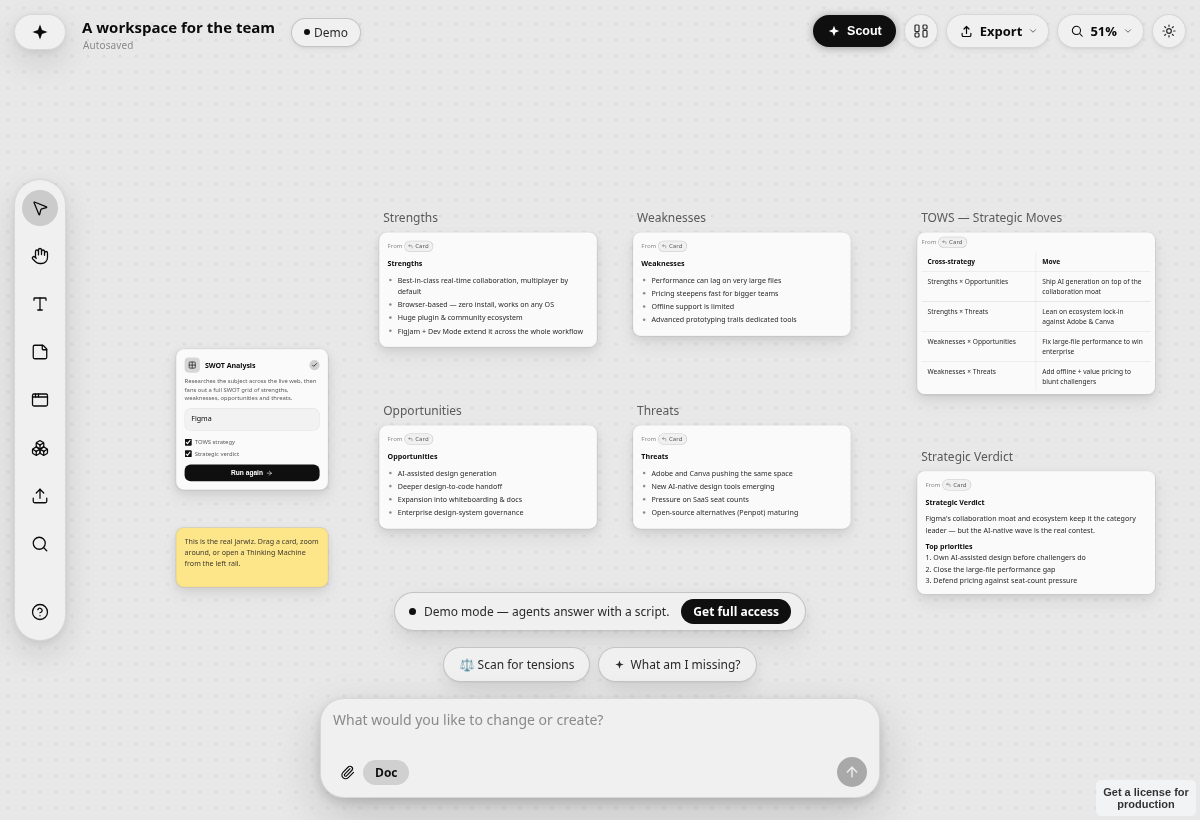 A workspace for the team
Autosaved
Demo
Scout
Export
51%
Strengths
From Card
Strengths
Best-in-class real-time collaboration, multiplayer by
default
Browser-based — zero install, works on any OS
Huge plugin & community ecosystem
FigJam + Dev Mode extend it across the whole workflow
Weaknesses
From Card
Weaknesses
Performance can lag on very large files
Pricing steepens fast for bigger teams
Offline support is limited
Advanced prototyping trails dedicated tools
TOWS — Strategic Moves
From Card
Cross-strategy Move
Strengths × Opportunities Ship AI generation on top of the
collaboration moat
Strengths × Threats Lean on ecosystem lock-in
against Adobe & Canva
Weaknesses × Opportunities Fix large-file performance to win
enterprise
Weaknesses × Threats Add offline + value pricing to
blunt challengers
SWOT Analysis
Researches the subject across the live web, then
fans out a full SWOT grid of strengths,
weaknesses, opportunities and threats.
Figma
TOWS strategy
Strategic verdict
Run again →
Opportunities
From Card
Opportunities
AI-assisted design generation
Deeper design-to-code handoff
Expansion into whiteboarding & docs
Enterprise design-system governance
Threats
From Card
Threats
Adobe and Canva pushing the same space
New AI-native design tools emerging
Pressure on SaaS seat counts
Open-source alternatives (Penpot) maturing
Strategic Verdict
From Card
Strategic Verdict
Figma's collaboration moat and ecosystem keep it the category
leader — but the AI-native wave is the real contest.
Top priorities
1. Own AI-assisted design before challengers do
2. Close the large-file performance gap
3. Defend pricing against seat-count pressure
This is the real Jarwiz. Drag a card, zoom
around, or open a Thinking Machine
from the left rail.
Demo mode — agents answer with a script. Get full access
Scan for tensions
What am I missing?
What would you like to change or create?
Doc
Get a license for
production